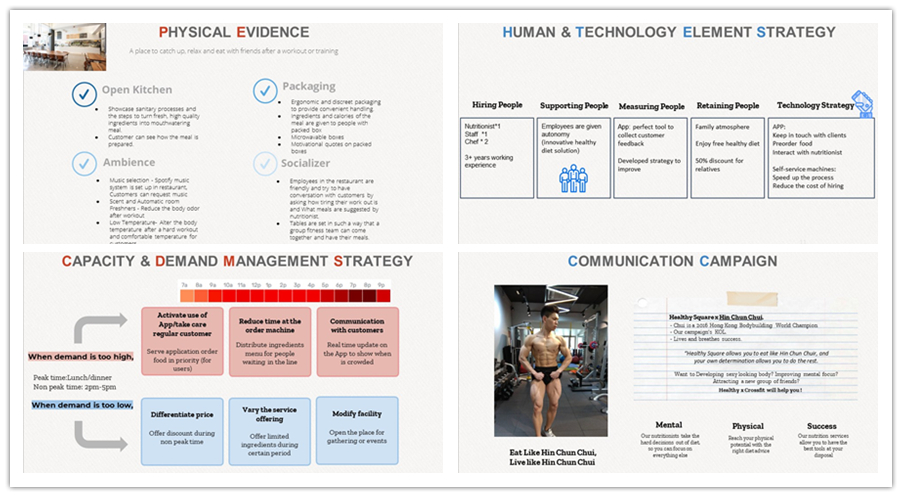 PHYSICAL EVIDENCE
A place to catch up, relax and eat with friends after a workout or training
Open Kitchen
• Showcase sanitary processes and
the steps to turn fresh, high quality
ingredients into mouthwatering
meal.
• Customer can see how the meal is
prepared.
Packaging
• Ergonomic and discreet packaging
to provide convenient handling.
• Ingredients and calories of the
meal are given to people with
packed box
• Microwavable boxes
• Motivational quotes on packed
boxes
Ambience
• Music selection - Spotify music
system is set up in restaurant,
Customers can request music
• Scent and Automatic room
Freshners - Reduce the body odor
after workout
• Low Temperature- Alter the body
temperature after a hard workout
and comfortable temperature for
Socializer
• Employees in the restaurant are
friendly and try to have
conversation with customers by
asking how tiring their work out is
and What meals are suggested by
nutritionist.
• Tables are set in such a way that a
group fitness team can come
together and have their meals.
HUMAN & TECHNOLOGY ELEMENT STRATEGY
Hiring People
Nutritionist*1
Staff *1
Chef * 2
3+ years working
experience
Supporting People
Employees are given
autonomy
(Innovative healthy
diet solution)
Measuring People
App: perfect tool to
collect customer
feedback
Developed strategy to
improve
Retaining People
Family atmosphere
Enjoy free healthy diet
50% discount for
relatives
Technology Strategy
APP:
Keep in touch with clients
Preorder food
Interact with nutritionist
Self-service machines:
Speed up the process
Reduce the cost of hiring
CAPACITY & DEMAND MANAGEMENT STRATEGY
7a 8a 9a 10a 11a 12p 1p 2p 3p 4p 5p 6p 7p 8p 9p
When demand is too high,
Activate use of
App/take care
regular customer
Serve application order
food in priority (for
users)
Reduce time at the
order machine
Distribute ingredients
menu for people
waiting in the line
Communication
with customers
Real time update on
the App to show when
is crowded
Peak time:Lunch/dinner
Non peak time: 2pm-5pm
When demand is too low,
Differentiate price
Offer discount during
non peak time
Vary the service
offering
Offer limited
ingredients during
certain period
Modify facility
Open the place for
gathering or events
COMMUNICATION CAMPAIGN
Healthy Square x Hin Chun Chui.
- Chui is a 2016 Hong Kong Bodybuilding World Champion
- Our campaign's KOL.
- Lives and breathes success.
"Healthy Square allows you to eat like Hin Chun Chuir, and
your own determination allows you to do the rest.
Want to Developing sexy looking body? Improving mental focus?
Attracting a new group of friends?
Healthy x Crossfit will help you!
Eat Like Hin Chun Chui,
Live like Hin Chun Chui
Mental
Our nutritionists take the
hard decisions out of diet,
so you can focus on
everything else
Physical
Reach your physical
potential with the
right diet advice
Success
Our nutrition services
allow you to have the
best tools at your
disposal